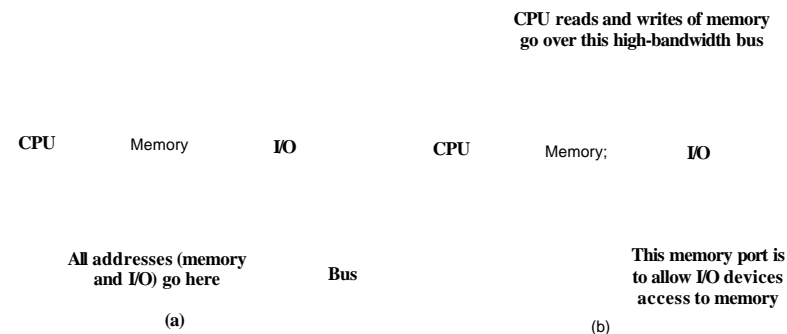 CPU reads and writes of memory
go over this high-bandwidth bus
CPU Memory I/O CPU Memory; I/O
All addresses (memory
and I/O) go here
Bus
This memory port is
to allow I/O devices
access to memory
(a)
(b)